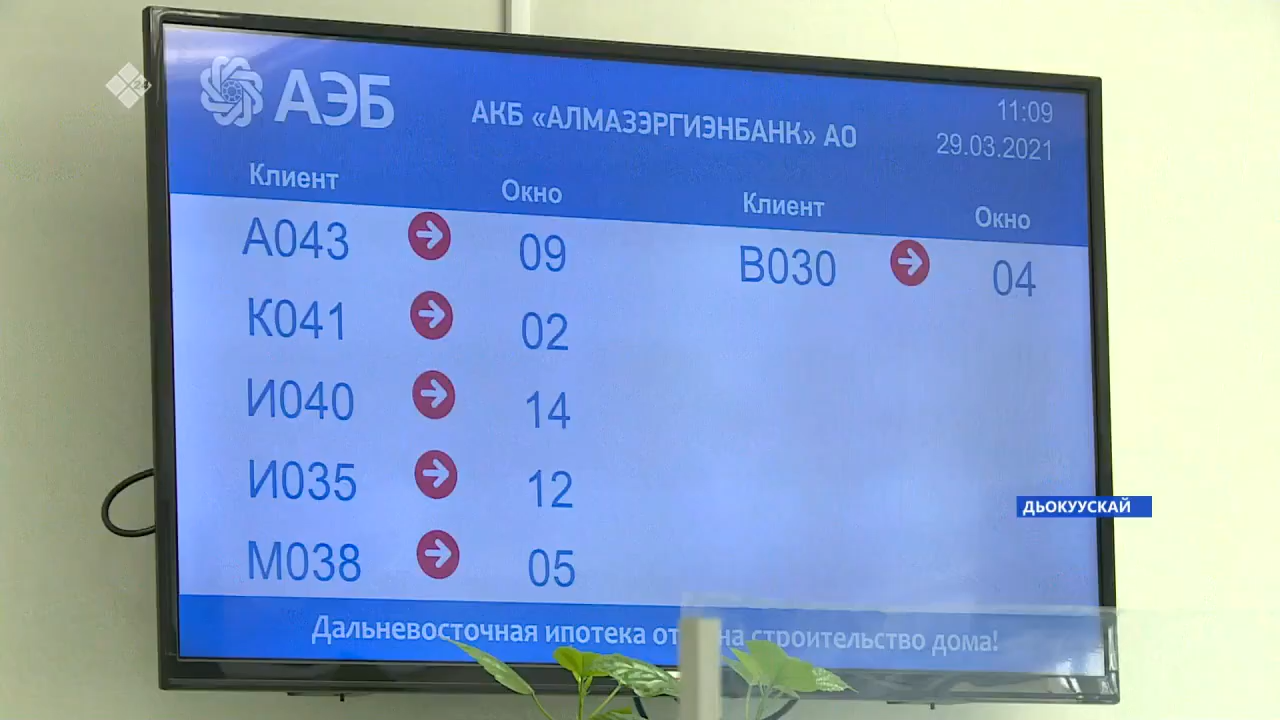 АЭБ
АКБ «АЛМАЗЭРГИЭНБАНК» АО
11:09
29.03.2021
Клиент Окно Клиент Окно
А043 09 В030 04
К041 02
И040 14
И035 12
М038 05
Дальневосточная ипотека на строительство дома!
ДЬОКУУСКАЙ